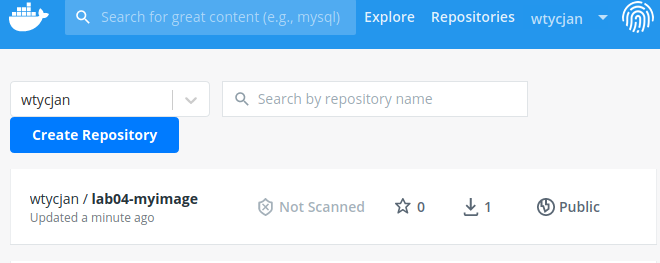 Search for great content (e.g., mysql) Explore Repositories wtycjan
wtycjan Search by repository name
Create Repository
wtycjan / lab04-myimage Not Scanned 0 1 Public
Updated a minute ago